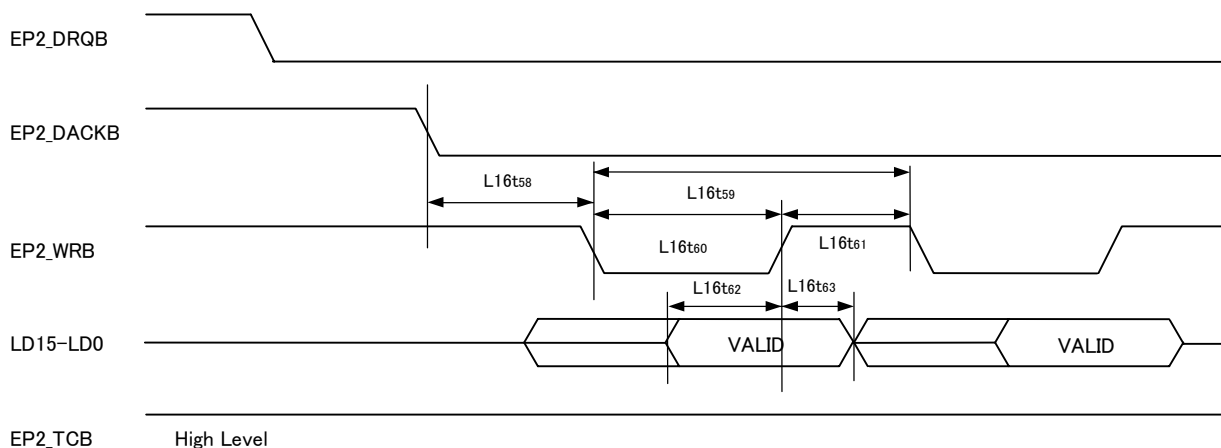 EP2_DRQB
EP2_DACKB
L16t58
L16t59
EP2_WRB
L16t60
L16t61
L16t62
L16t63
LD15-LD0
VALID
VALID
EP2_TCB
High Level